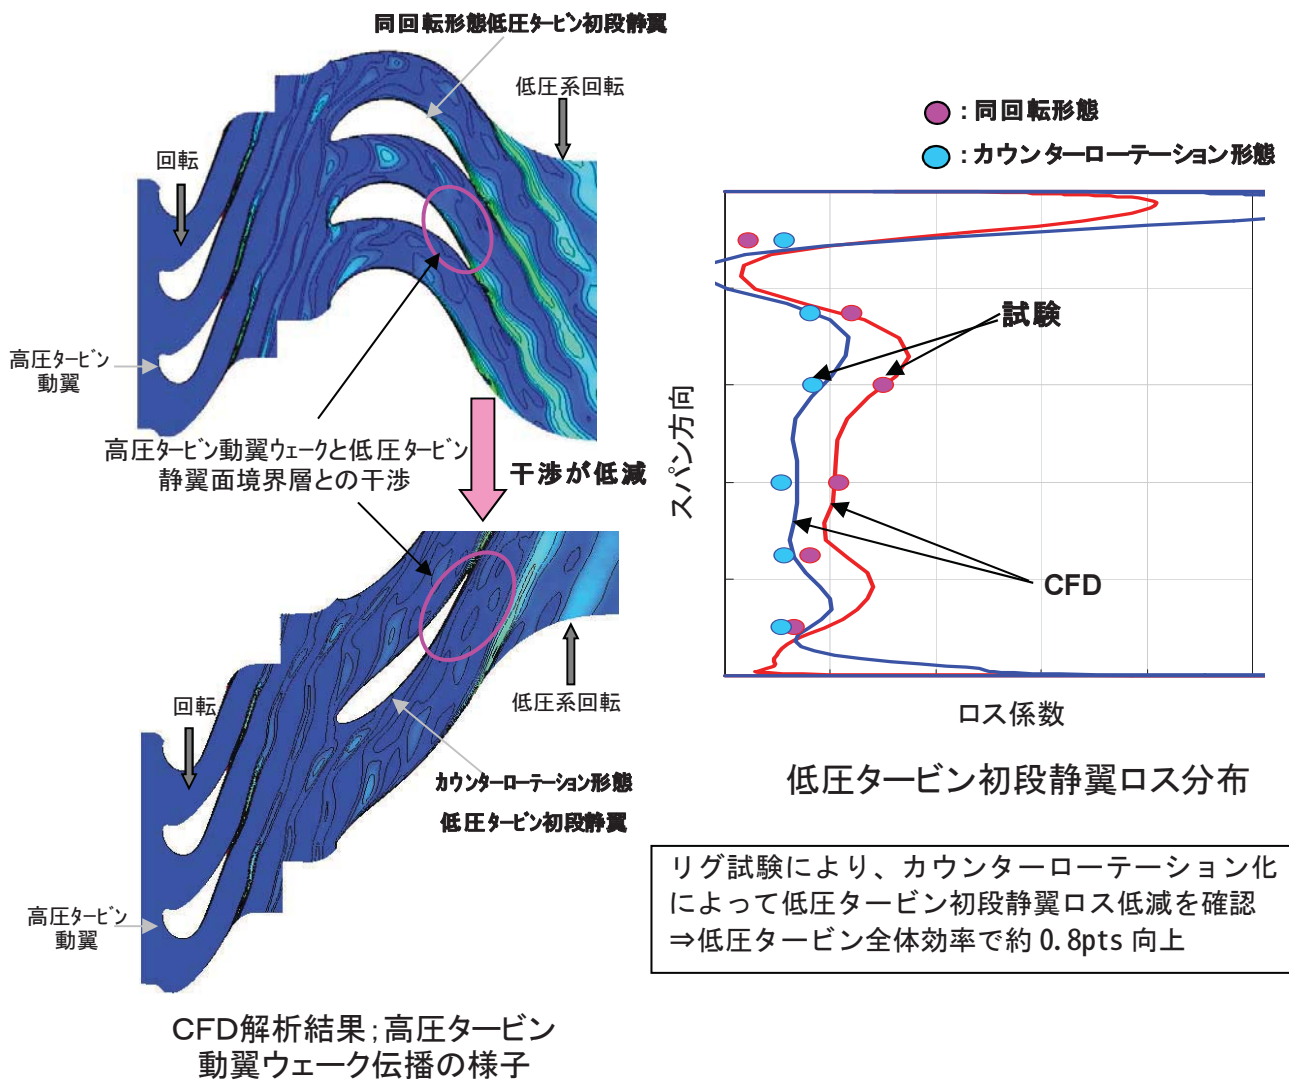 同回転形態低圧タービン初段静翼
低圧系回転
回転
高圧タービン
動翼
高圧タービン動翼ウェークと低圧タービン
静翼面境界層との干渉
干渉が低減
低圧系回転
回転
カウンターローテーション形態
低圧タービン初段静翼
高圧タービン
動翼
CFD解析結果;高圧タービン
動翼ウェーク伝播の様子
:同回転形態
:カウンターローテーション形態
試験
CFD
スパン方向
ロス係数
低圧タービン初段静翼ロス分布
リグ試験により、カウンターローテーション化
によって低圧タービン初段静翼ロス低減を確認
⇒低圧タービン全体効率で約0.8pts向上